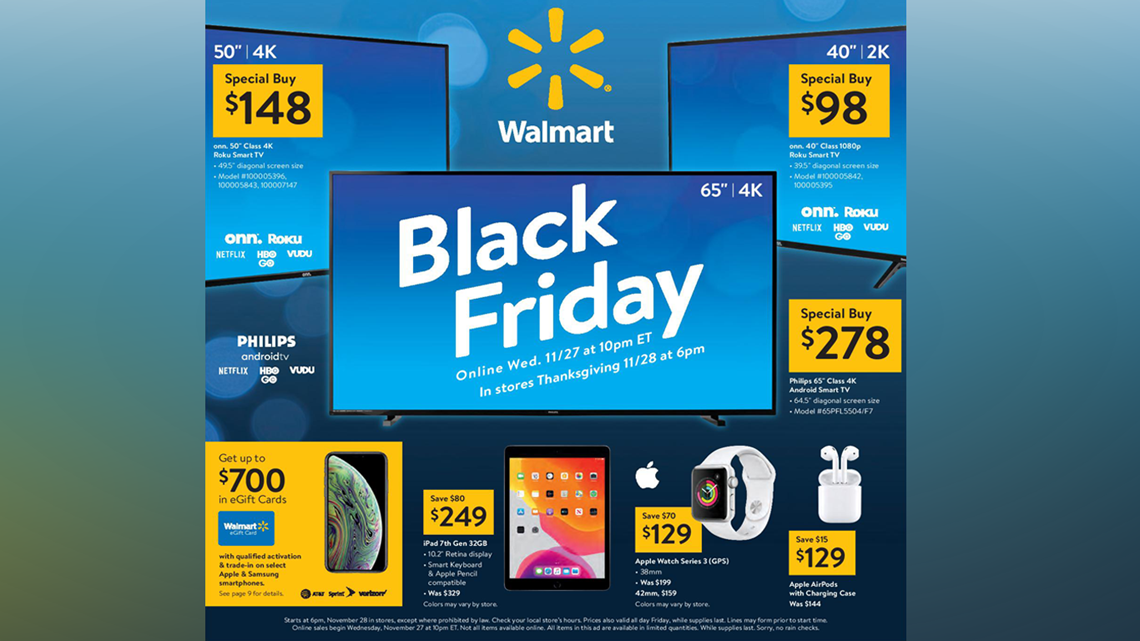 50" | 4K
Special Buy
$148
onn. 50" Class 4K
Roku Smart TV
• 49.5" diagonal screen size
• Model #100005396,
100005843, 100007147
onn. Roku
NETFLIX HBO GO VUDU
Walmart
40" | 2K
Special Buy
$98
onn. 40" Class 1080p
Roku Smart TV
• 39.5" diagonal screen size
• Model #100005842,
100005395
onn. Roku
NETFLIX HBO GO VUDU
65" | 4K
Black
Friday
Online Wed. 11/27 at 10pm ET
In stores Thanksgiving 11/28 at 6pm
PHILIPS
androidtv
NETFLIX HBO GO VUDU
Special Buy
$278
Philips 65" Class 4K
Android Smart TV
• 64.5" diagonal screen size
• Model #65PFL5504/F7
Get up to
$700
in eGift Cards
Walmart
eGift Card
with qualified activation
& trade-in on select
Apple & Samsung
smartphones.
See page 9 for details.
AT&T Sprint verizon
Save $80
$249
iPad 7th Gen 32GB
• 10.2" Retina display
• Smart Keyboard
& Apple Pencil
compatible
• Was $329
Colors may vary by store.
Save $70
$129
Apple Watch Series 3 (GPS)
• 38mm
• Was $199
42mm, $159
Colors may vary by store.
Save $15
$129
Apple AirPods
with Charging Case
Was $144
Starts at 6pm, November 28 in stores, except where prohibited by law. Check your local store's hours. Prices also valid all day Friday, while supplies last. Lines may form prior to start time.
Online sales begin Wednesday, November 27 at 10pm ET. Not all items available online. All items in this ad are available in limited quantities. While supplies last. Sorry, no rain checks.